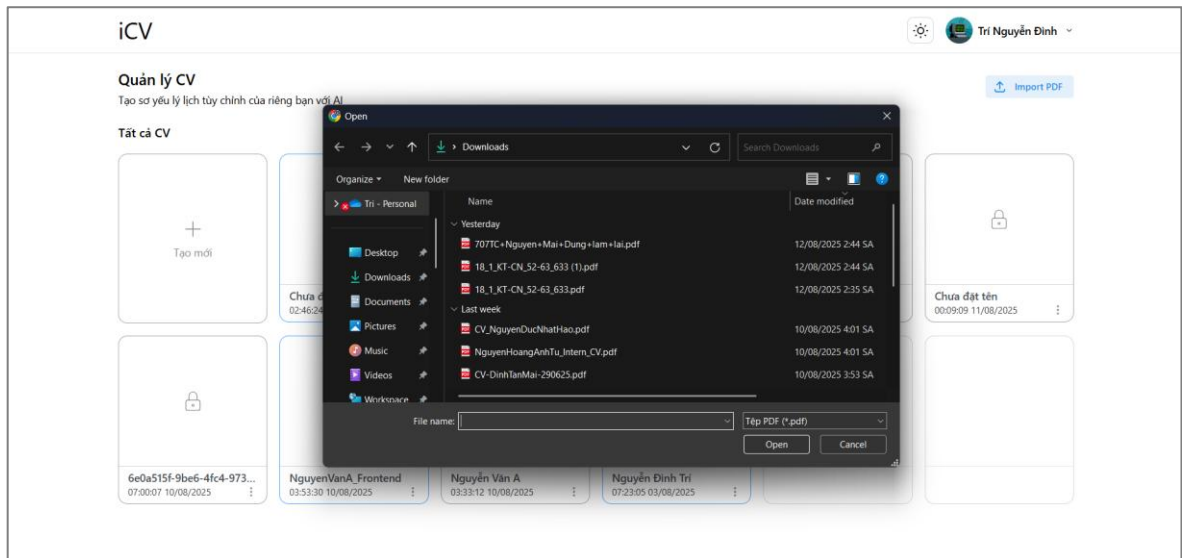 iCV
Trí Nguyễn Đình
Quản lý CV
Tạo sơ yếu lý lịch tùy chỉnh của riêng bạn với AI
Import PDF
Tất cả CV
Open
Downloads
Search Downloads
Organize
New folder
Tri - Personal
Desktop
Downloads
Documents
Pictures
Music
Videos
Workspace
Name
Date modified
Yesterday
707TC+Nguyen+Mai+Dung+lam+lai.pdf
12/08/2025 2:44 SA
18_1_KT-CN_52-63_633 (1).pdf
12/08/2025 2:44 SA
18_1_KT-CN_52-63_633.pdf
12/08/2025 2:35 SA
Last week
CV_NguyenDucNhatHao.pdf
10/08/2025 4:01 SA
NguyenHoangAnhTu_Intern_CV.pdf
10/08/2025 4:01 SA
CV-DinhTanMai-290625.pdf
10/08/2025 3:53 SA
File name:
Tệp PDF (*.pdf)
Open
Cancel
Tạo mới
Chưa đ
02:46:24
Chưa đặt tên
00:09:09 11/08/2025
6e0a515f-9be6-4fc4-973...
07:00:07 10/08/2025
NguyenVanA_Frontend
03:53:30 10/08/2025
Nguyễn Văn A
03:33:12 10/08/2025
Nguyễn Đình Trí
07:23:05 03/08/2025